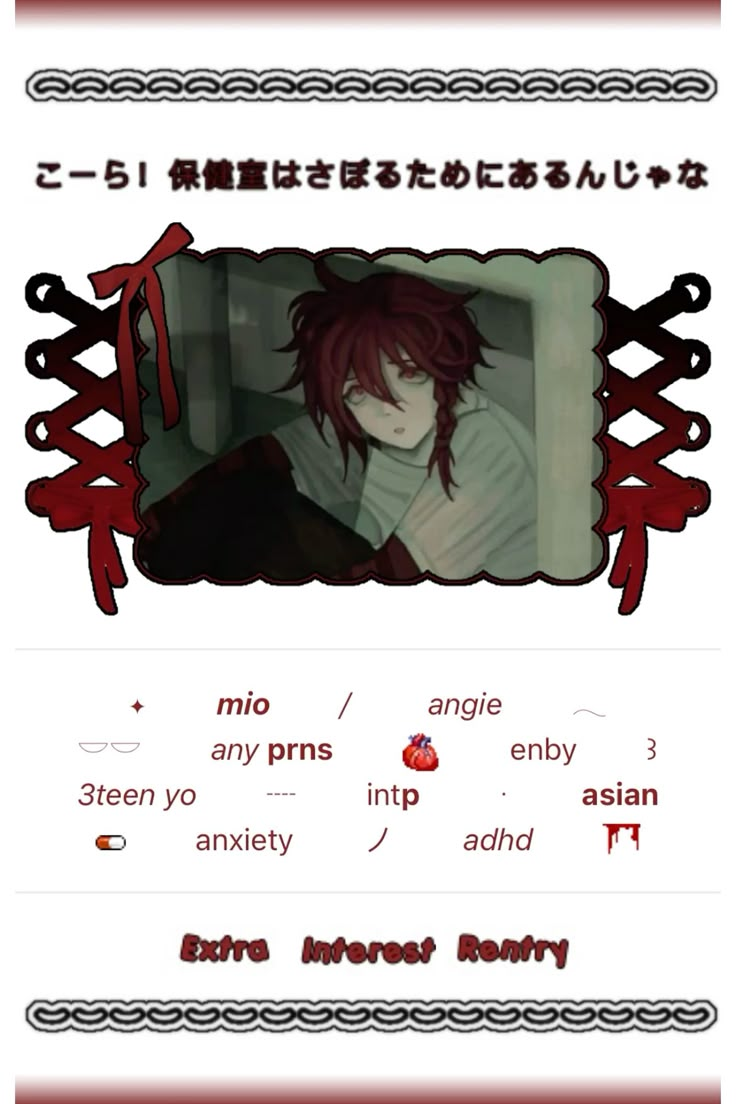 こーら! 保健室はさぼるためにあるんじゃな
mio / angie
any prns enby
3teen yo ---- intp · asian
anxiety ノ adhd
Extra Interest Rentry